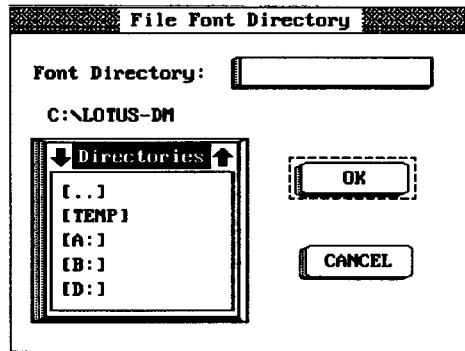 File Font Directory
Font Directory:
C:\LOTUS-DM
Directories
[..]
[TEMP]
[A:]
[B:]
[D:]
OK
CANCEL